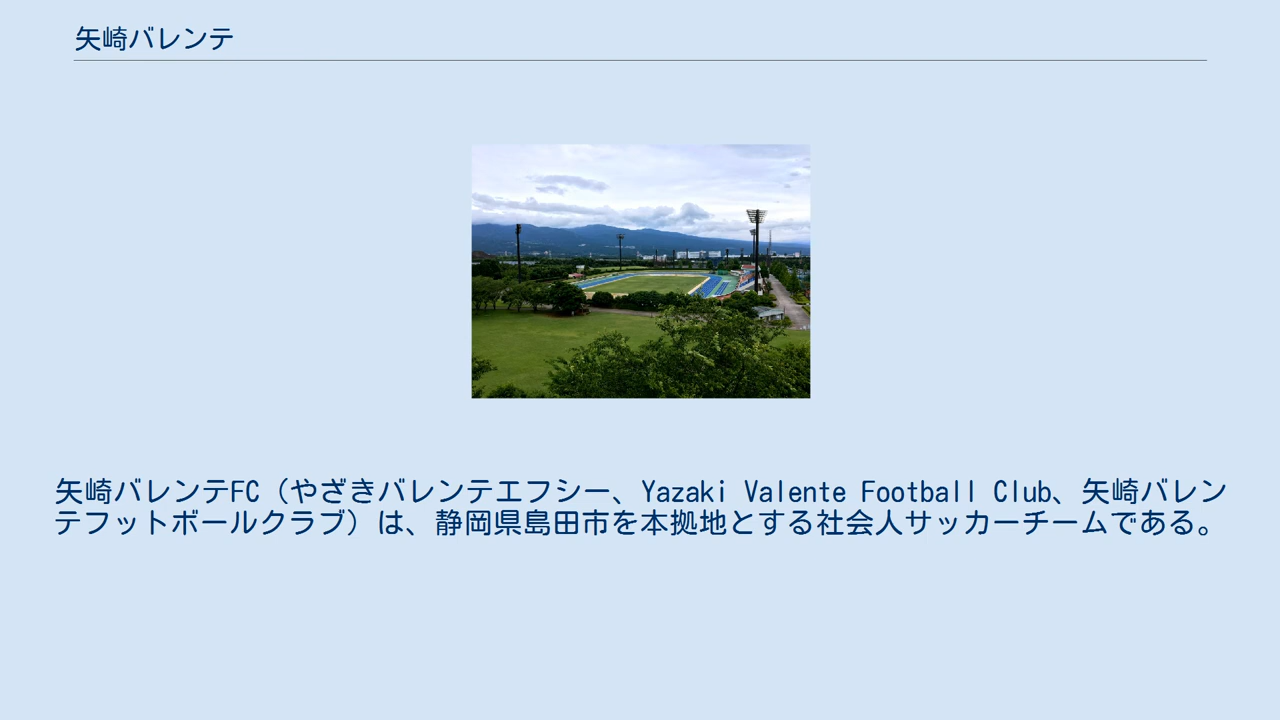 矢崎バレンテ
矢崎バレンテFC（やざきバレンテエフシー、Yazaki Valente Football Club、矢崎バレン
テフットボールクラブ）は、静岡県島田市を本拠地とする社会人サッカーチームである。